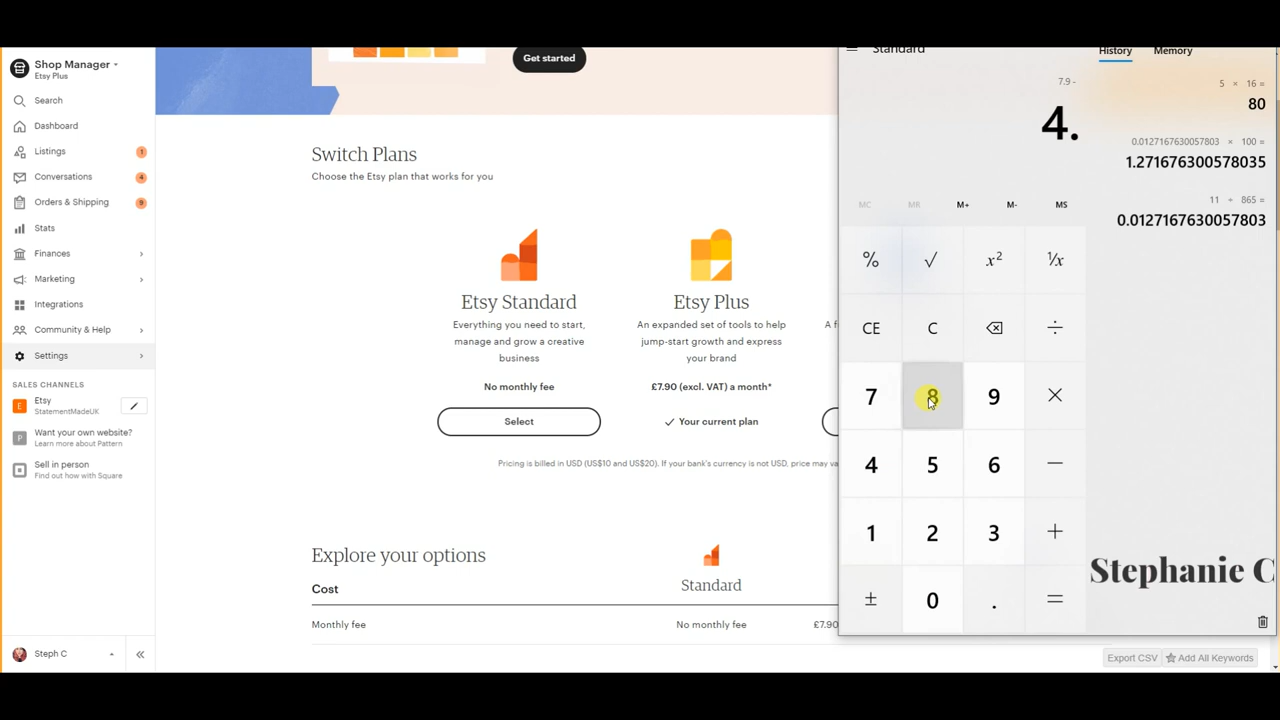 Shop Manager
Etsy Plus
Search
Dashboard
Listings
1
Conversations
4
Orders & Shipping
9
Stats
Finances
Marketing
Integrations
Community & Help
Settings
SALES CHANNELS
E
Etsy
StatementMadeUK
P
Want your own website?
Learn more about Pattern
Sell in person
Find out how with Square
Steph C
Get started
Switch Plans
Choose the Etsy plan that works for you
Etsy Standard
Everything you need to start,
manage and grow a creative
business
No monthly fee
Select
Etsy Plus
An expanded set of tools to help
jump-start growth and express
your brand
£7.90 (excl. VAT) a month*
Your current plan
A f
Pricing is billed in USD (US$10 and US$20). If your bank's currency is not USD, price may va
Explore your options
Standard
Cost
Monthly fee
No monthly fee
£7.90
Standard
History
Memory
7.9 -
4.
5 × 16 =
80
0.0127167630057803 × 100 =
1.271676300578035
11 ÷ 865 =
0.0127167630057803
MC MR M+ M- MS
% √ x² ¹/x
CE C ⌫ ÷
7 8 9 ×
4 5 6 −
1 2 3 +
± 0 . =
Stephanie C
Export CSV
Add All Keywords